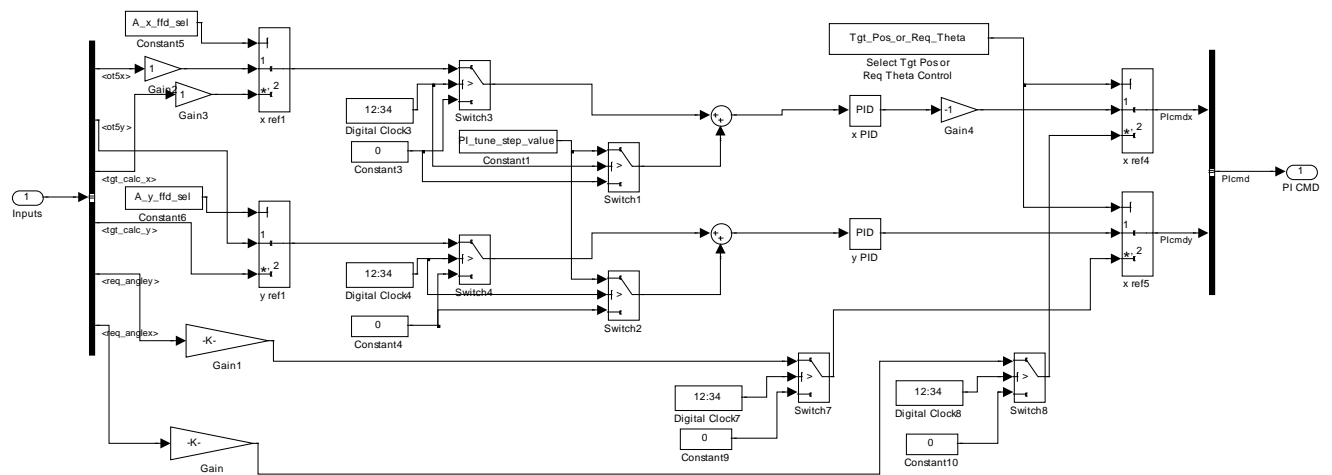 A_x_ffd_sel
Constant5
<ot5x>
1
Gain2
1
Gain3
1
*, 2
x ref1
<ot5y>
<tgt_calc_x>
A_y_ffd_sel
Constant6
<tgt_calc_y>
1
*, 2
y ref1
<req_angley>
<req_anglex>
1
Inputs
-K-
Gain1
-K-
Gain
12:34
Digital Clock3
0
Constant3
>
Switch3
PI_tune_step_value
Constant1
>
Switch1
12:34
Digital Clock4
0
Constant4
>
Switch4
>
Switch2
+
+
+
+
Tgt_Pos_or_Req_Theta
Select Tgt Pos or
Req Theta Control
PID
x PID
-1
Gain4
PID
y PID
12:34
Digital Clock7
0
Constant9
>
Switch7
12:34
Digital Clock8
0
Constant10
>
Switch8
1
*, 2
x ref4
1
*, 2
x ref5
PIcmdx
PIcmdy
PIcmd
1
PI CMD